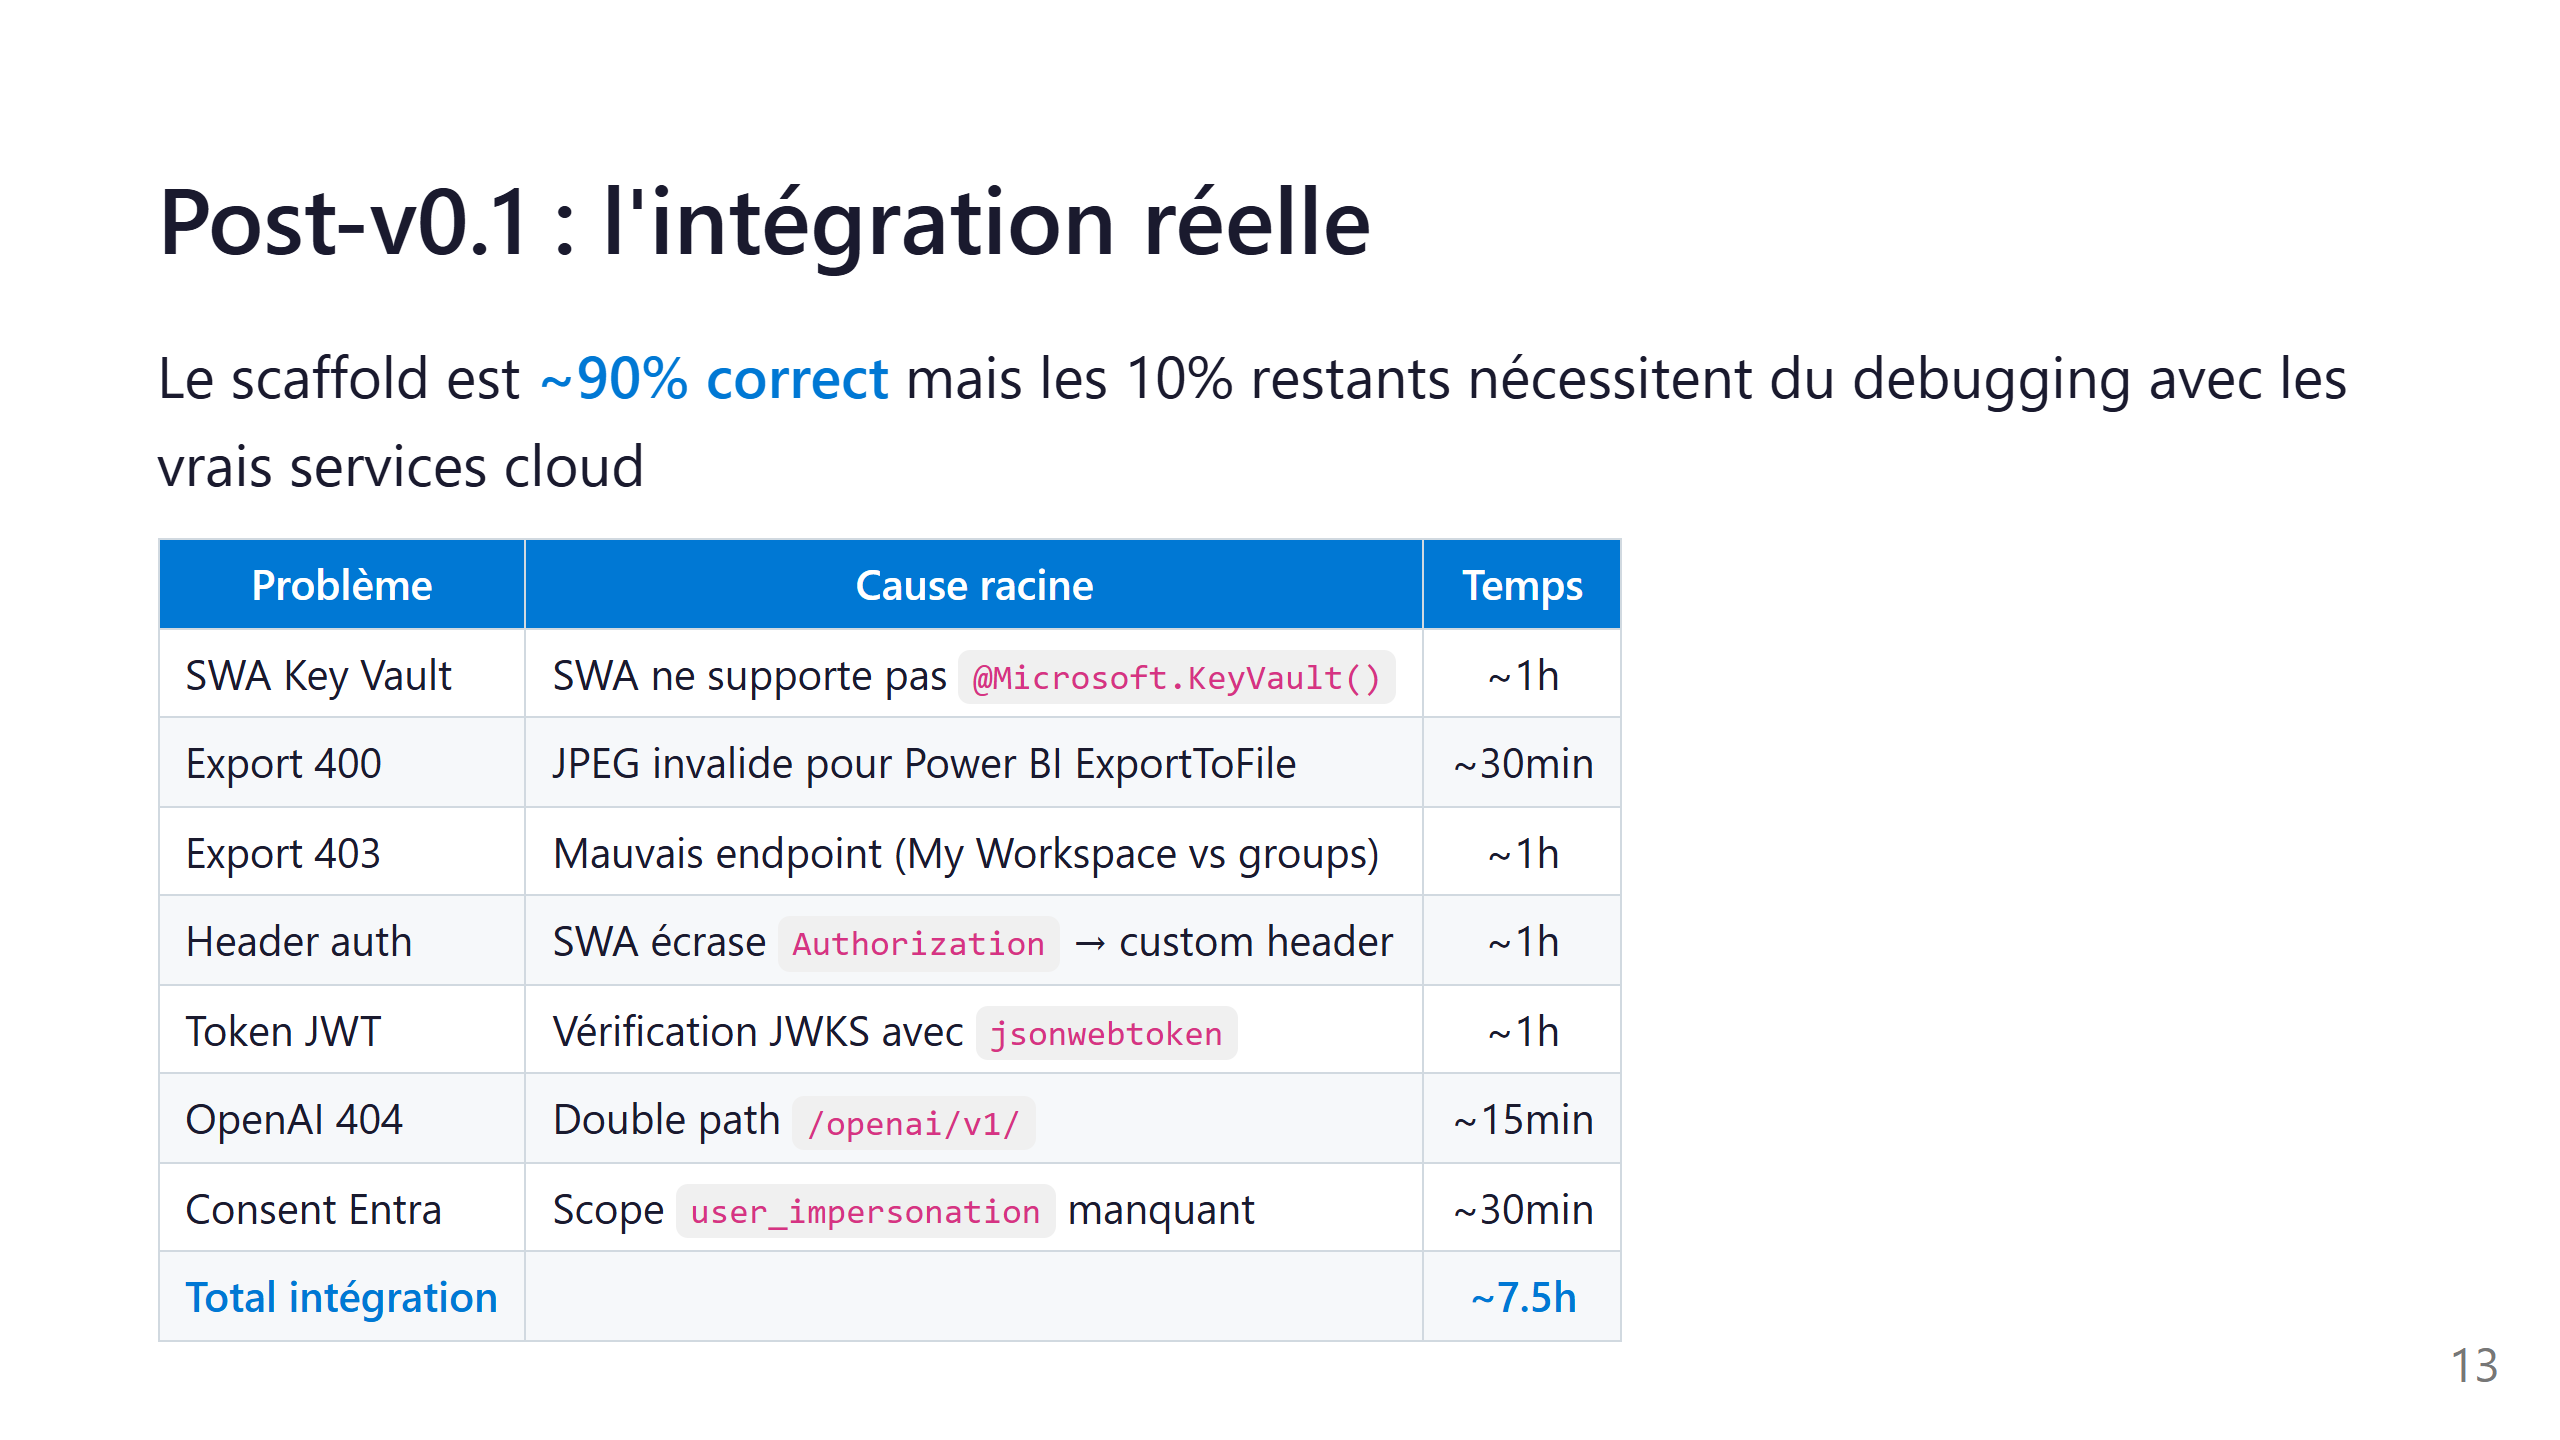 Post-v0.1 : l'intégration réelle
Le scaffold est ~90% correct mais les 10% restants nécessitent du debugging avec les
vrais services cloud
Problème Cause racine Temps
SWA Key Vault SWA ne supporte pas @Microsoft.KeyVault() ~1h
Export 400 JPEG invalide pour Power BI ExportToFile ~30min
Export 403 Mauvais endpoint (My Workspace vs groups) ~1h
Header auth SWA écrase Authorization → custom header ~1h
Token JWT Vérification JWKS avec jsonwebtoken ~1h
OpenAI 404 Double path /openai/v1/ ~15min
Consent Entra Scope user_impersonation manquant ~30min
Total intégration ~7.5h
13